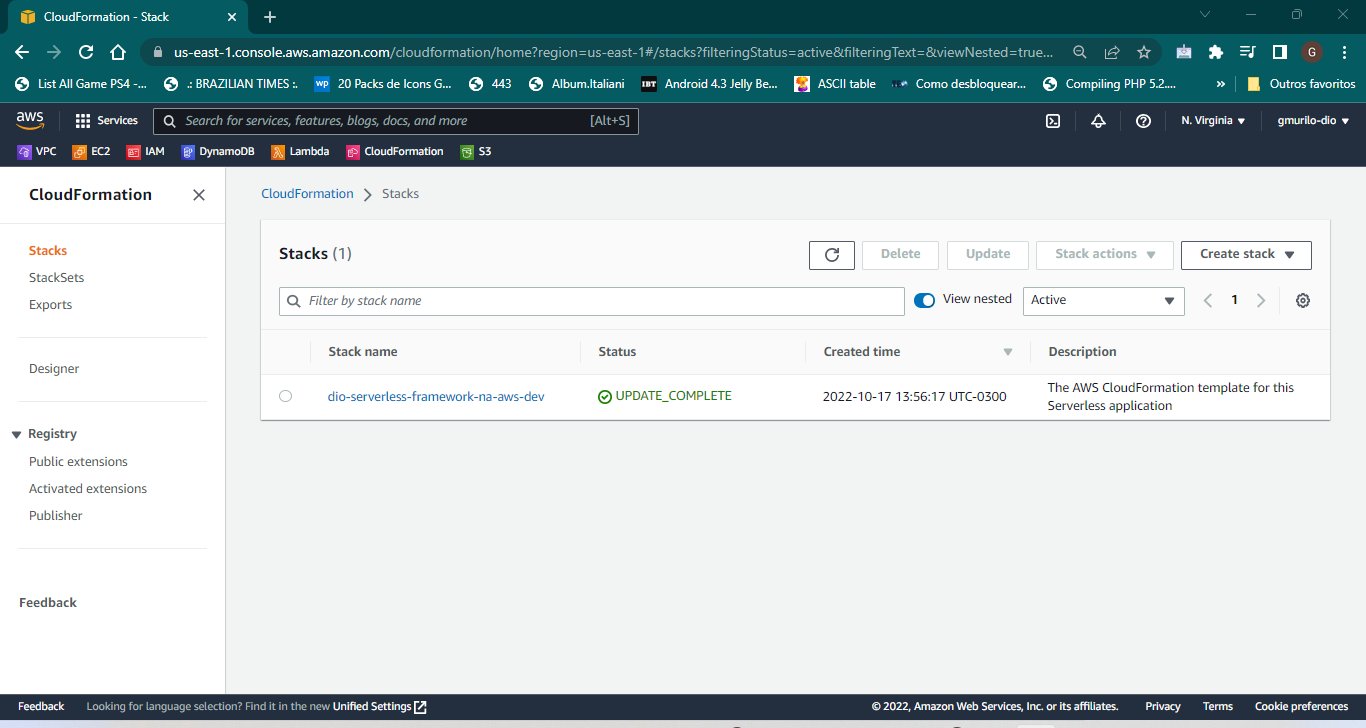 CloudFormation - Stack
us-east-1.console.aws.amazon.com/cloudformation/home?region=us-east-1#/stacks?filteringStatus=active&filteringText=&viewNested=true...
G
List All Game PS4 -... .: BRAZILIAN TIMES :. wp 20 Packs de Icons G... 443 Album.Italiani IBT Android 4.3 Jelly Be... ASCII table Como desbloquear... Compiling PHP 5.2.... » Outros favoritos
aws Services Search for services, features, blogs, docs, and more [Alt+S] N. Virginia gmurilo-dio
VPC EC2 IAM DynamoDB Lambda CloudFormation S3
CloudFormation
Stacks
StackSets
Exports
Designer
Registry
Public extensions
Activated extensions
Publisher
Feedback
CloudFormation Stacks
Stacks (1) Delete Update Stack actions Create stack
Filter by stack name View nested Active 1
Stack name Status Created time Description
dio-serverless-framework-na-aws-dev UPDATE_COMPLETE 2022-10-17 13:56:17 UTC-0300 The AWS CloudFormation template for this
Serverless application
Feedback Looking for language selection? Find it in the new Unified Settings © 2022, Amazon Web Services, Inc. or its affiliates. Privacy Terms Cookie preferences